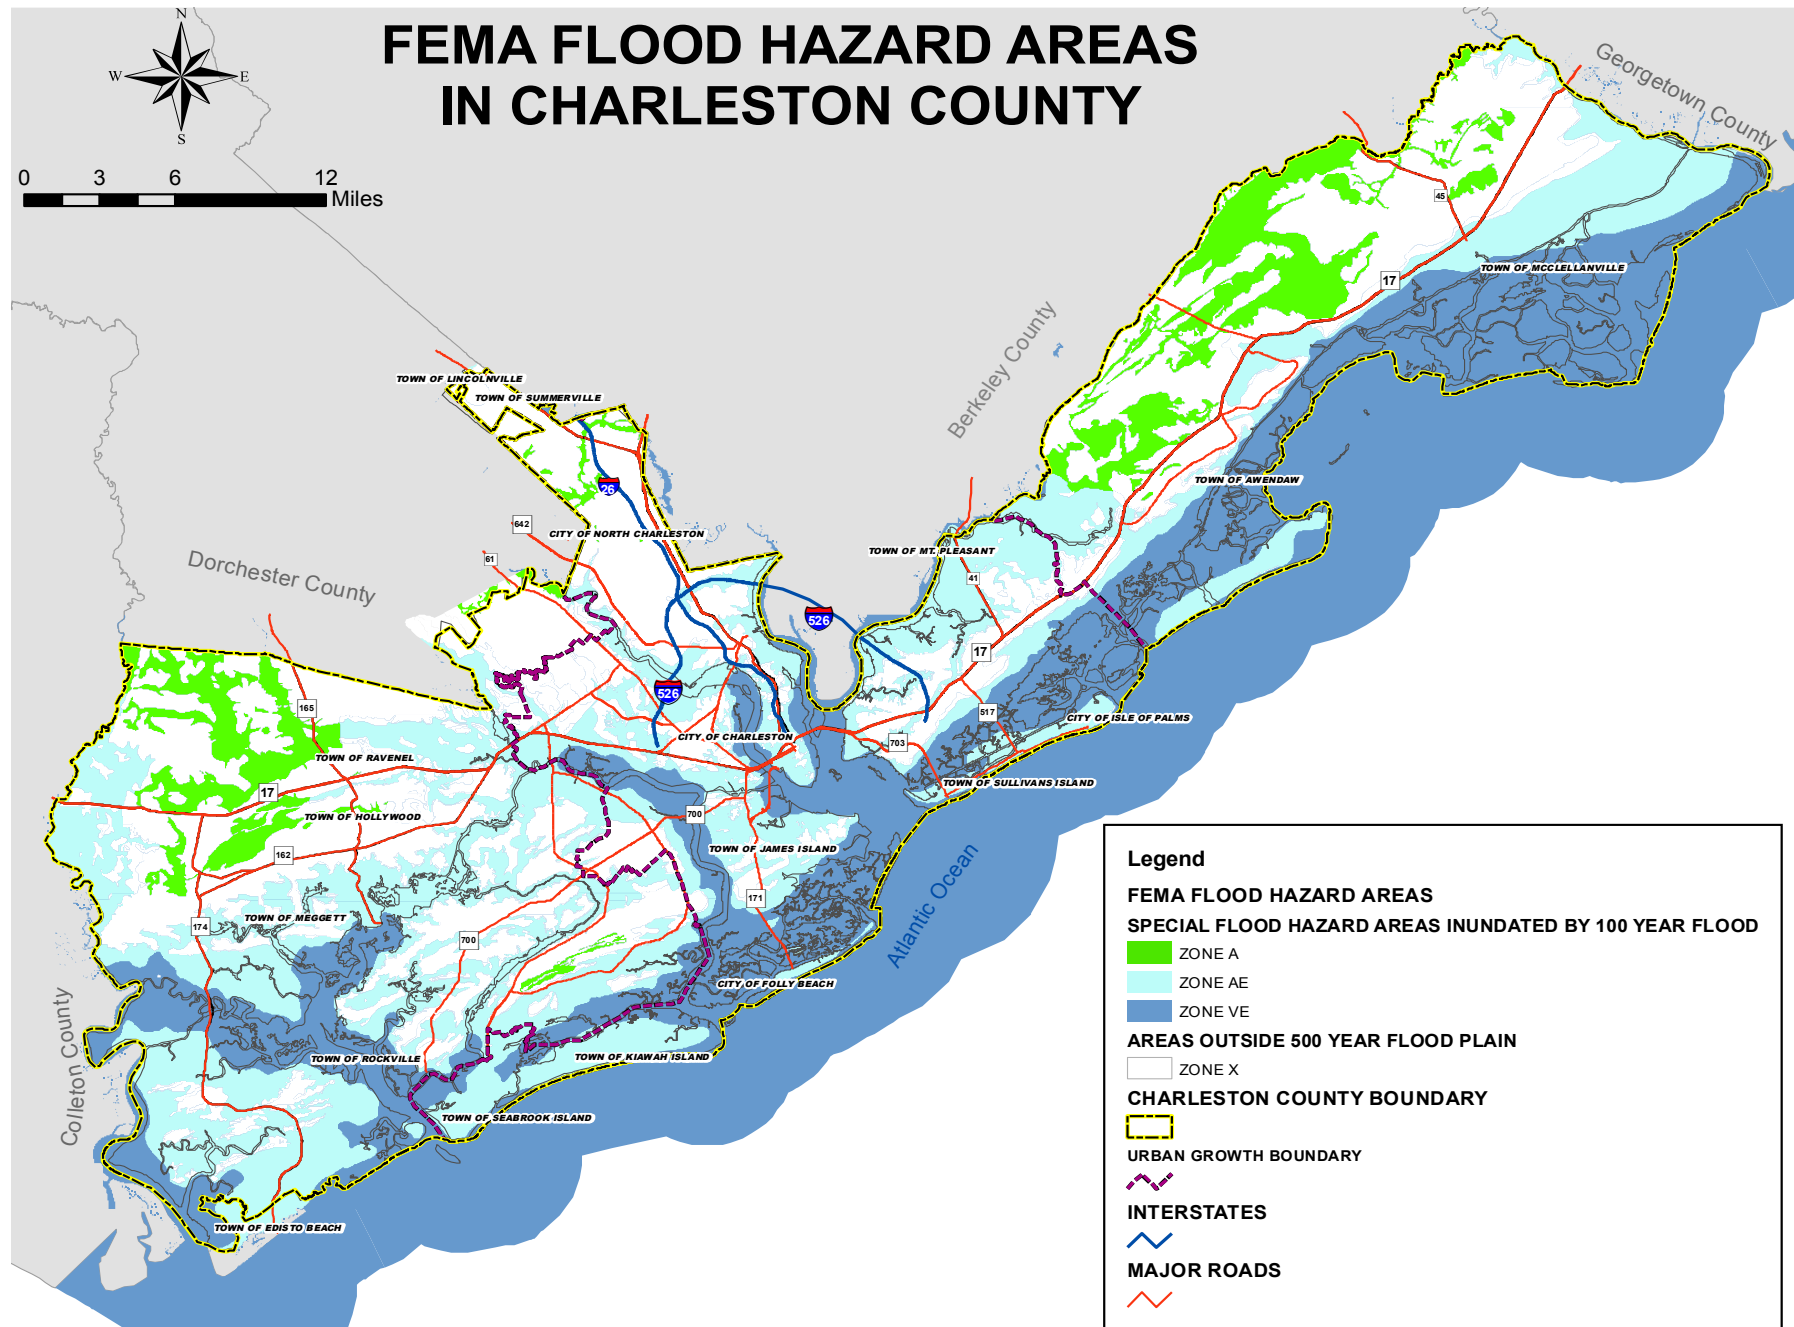 FEMA FLOOD HAZARD AREAS
IN CHARLESTON COUNTY
N
W
E
S
0 3 6 12
Miles
Georgetown County
45
TOWN OF MCCLELLANVILLE
17
Berkeley County
TOWN OF LINCOLNVILLE
TOWN OF SUMMERVILLE
26
TOWN OF AWENDAW
642
CITY OF NORTH CHARLESTON
61
TOWN OF MT. PLEASANT
Dorchester County
41
526
17
526
165
517
CITY OF ISLE OF PALMS
CITY OF CHARLESTON
703
TOWN OF RAVENEL
TOWN OF SULLIVANS ISLAND
17
TOWN OF HOLLYWOOD
700
162
TOWN OF JAMES ISLAND
171
Atlantic Ocean
TOWN OF MEGGETT
174
700
CITY OF FOLLY BEACH
Colleton County
TOWN OF ROCKVILLE
TOWN OF KIAWAH ISLAND
TOWN OF SEABROOK ISLAND
TOWN OF EDISTO BEACH
Legend
FEMA FLOOD HAZARD AREAS
SPECIAL FLOOD HAZARD AREAS INUNDATED BY 100 YEAR FLOOD
ZONE A
ZONE AE
ZONE VE
AREAS OUTSIDE 500 YEAR FLOOD PLAIN
ZONE X
CHARLESTON COUNTY BOUNDARY
URBAN GROWTH BOUNDARY
INTERSTATES
MAJOR ROADS